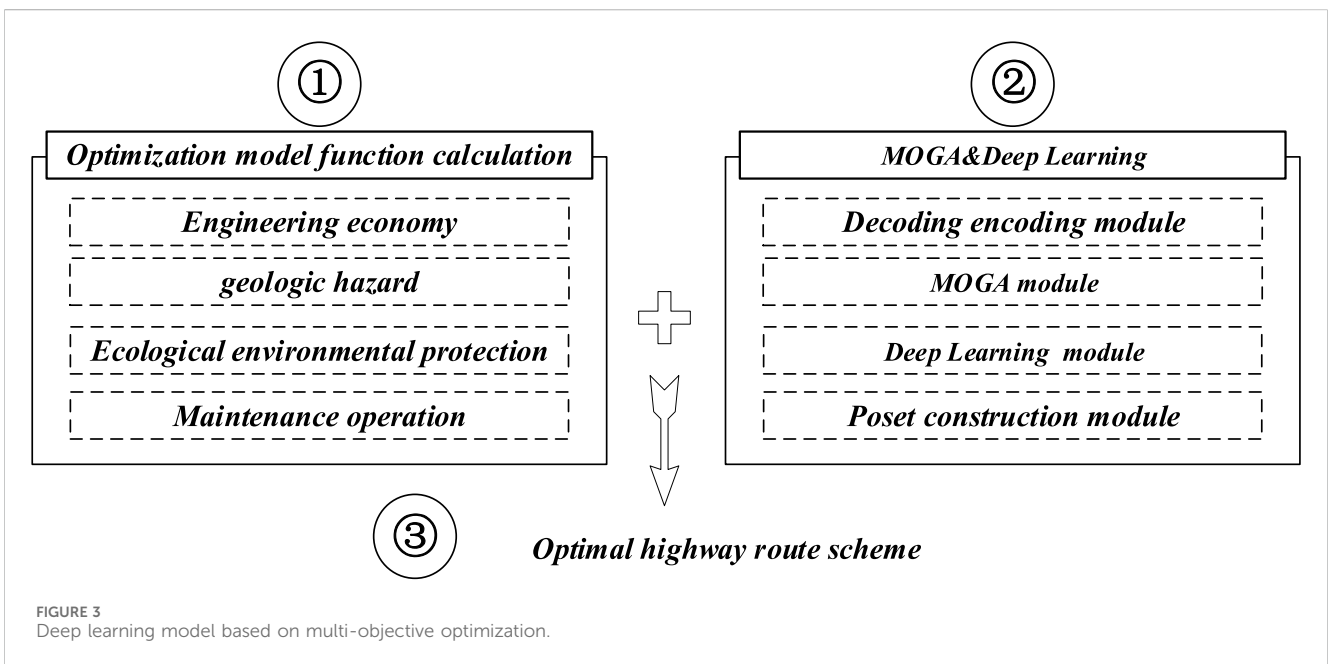 ①
Optimization model function calculation
Engineering economy
geologic hazard
Ecological environmental protection
Maintenance operation
②
MOGA&Deep Learning
Decoding encoding module
MOGA module
Deep Learning module
Poset construction module
③
Optimal highway route scheme
FIGURE 3
Deep learning model based on multi-objective optimization.